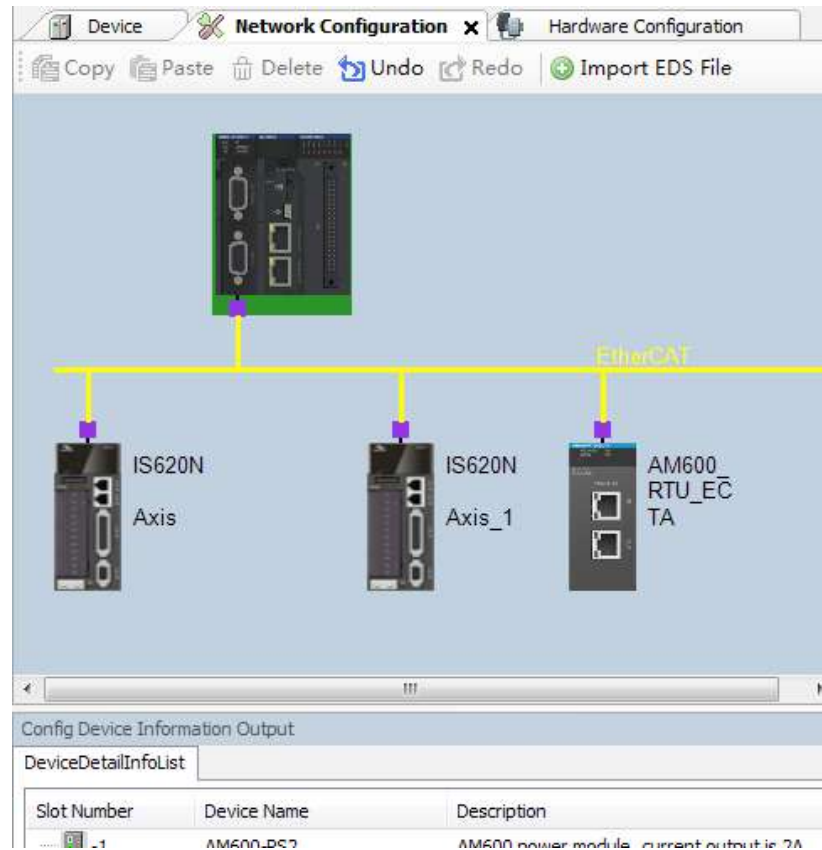 Device
Network Configuration
Hardware Configuration
Copy Paste Delete Undo Redo Import EDS File
EtherCAT
IS620N
Axis
IS620N
Axis_1
AM600_
RTU_EC
TA
Config Device Information Output
DeviceDetailInfoList
Slot Number Device Name Description
-1 AM600-PS2 AM600 power module, current output is 2A